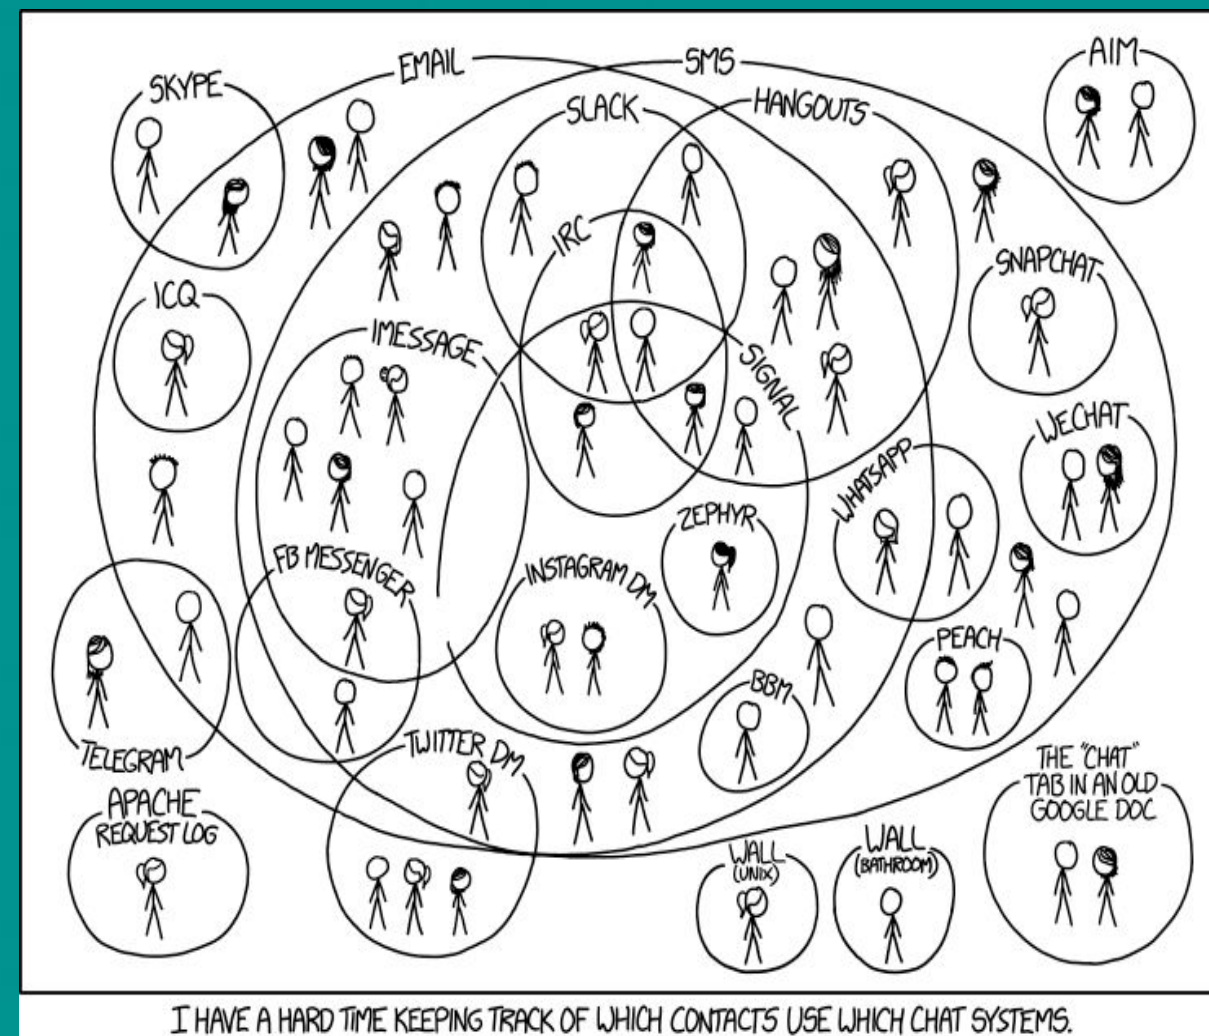 EMAIL
SMS
AIM
SKYPE
SLACK
HANGOUTS
IRC
SNAPCHAT
ICQ
IMESSAGE
SIGNAL
WECHAT
WHATSAPP
ZEPHYR
FB MESSENGER
INSTAGRAM DM
PEACH
BBM
TELEGRAM
TWITTER DM
THE "CHAT"
TAB IN AN OLD
GOOGLE DOC
APACHE
REQUEST LOG
WALL
(UNIX)
WALL
(BATHROOM)
I HAVE A HARD TIME KEEPING TRACK OF WHICH CONTACTS USE WHICH CHAT SYSTEMS.